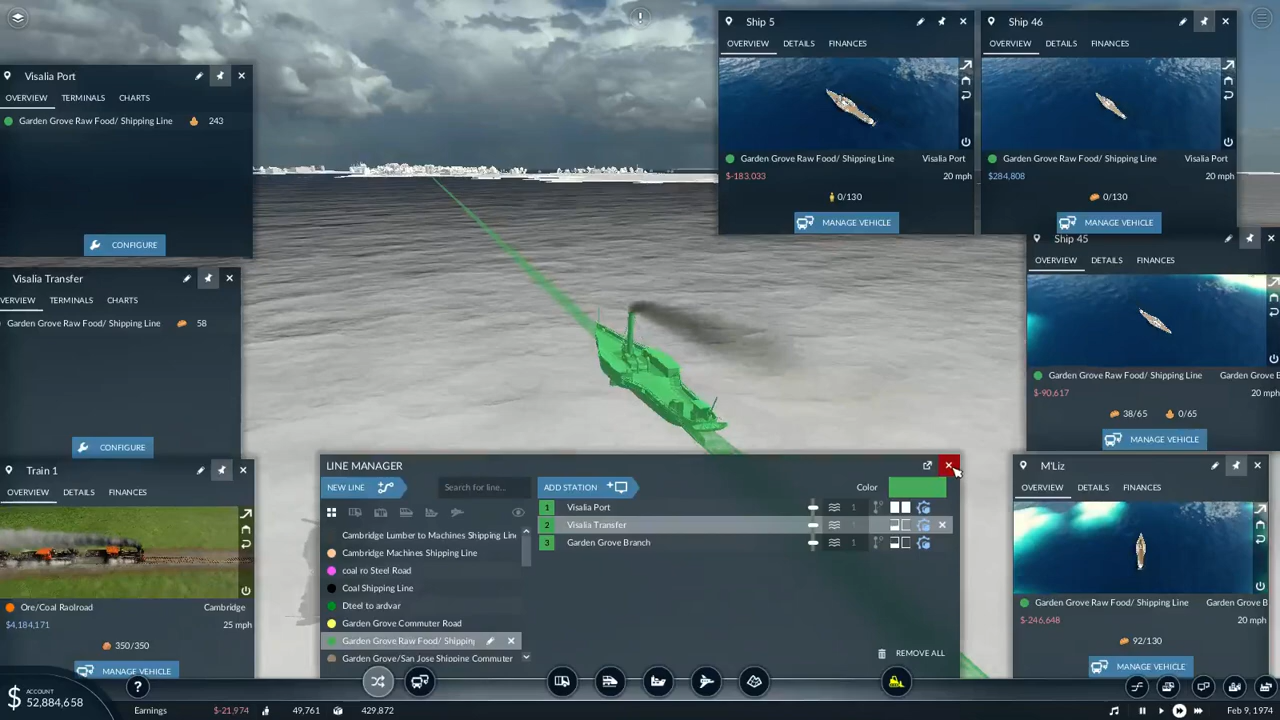 Visalia Port
OVERVIEW TERMINALS CHARTS
Garden Grove Raw Food/ Shipping Line 243
CONFIGURE
Visalia Transfer
VERVIEW TERMINALS CHARTS
Garden Grove Raw Food/ Shipping Line 58
CONFIGURE
Train 1
OVERVIEW DETAILS FINANCES
Ore/Coal Raolroad Cambridge
$4,184,171 25 mph
350/350
MANAGE VEHICLE
Ship 5
OVERVIEW DETAILS FINANCES
Garden Grove Raw Food/ Shipping Line Visalia Port
$-183,033 20 mph
0/130
MANAGE VEHICLE
Ship 46
OVERVIEW DETAILS FINANCES
Garden Grove Raw Food/ Shipping Line Visalia Port
$284,808 20 mph
0/130
MANAGE VEHICLE
Ship 45
OVERVIEW DETAILS FINANCES
Garden Grove Raw Food/ Shipping Line Garden Grove B
$-90,617 20 mph
38/65 0/65
MANAGE VEHICLE
M'Liz
OVERVIEW DETAILS FINANCES
Garden Grove Raw Food/ Shipping Line Garden Grove B
$-246,648 20 mph
92/130
MANAGE VEHICLE
LINE MANAGER
NEW LINE Search for line... ADD STATION Color
Cambridge Lumber to Machines Shipping Line
Cambridge Machines Shipping Line
coal ro Steel Road
Coal Shipping Line
Dteel to ardvar
Garden Grove Commuter Road
Garden Grove Raw Food/ Shipping
Garden Grove/San Jose Shipping Commuter
1 Visalia Port 1
2 Visalia Transfer 1
3 Garden Grove Branch 1
REMOVE ALL
$ ACCOUNT
52,884,658
?
Earnings $-21,974 49,761 429,872
Feb 9, 1974